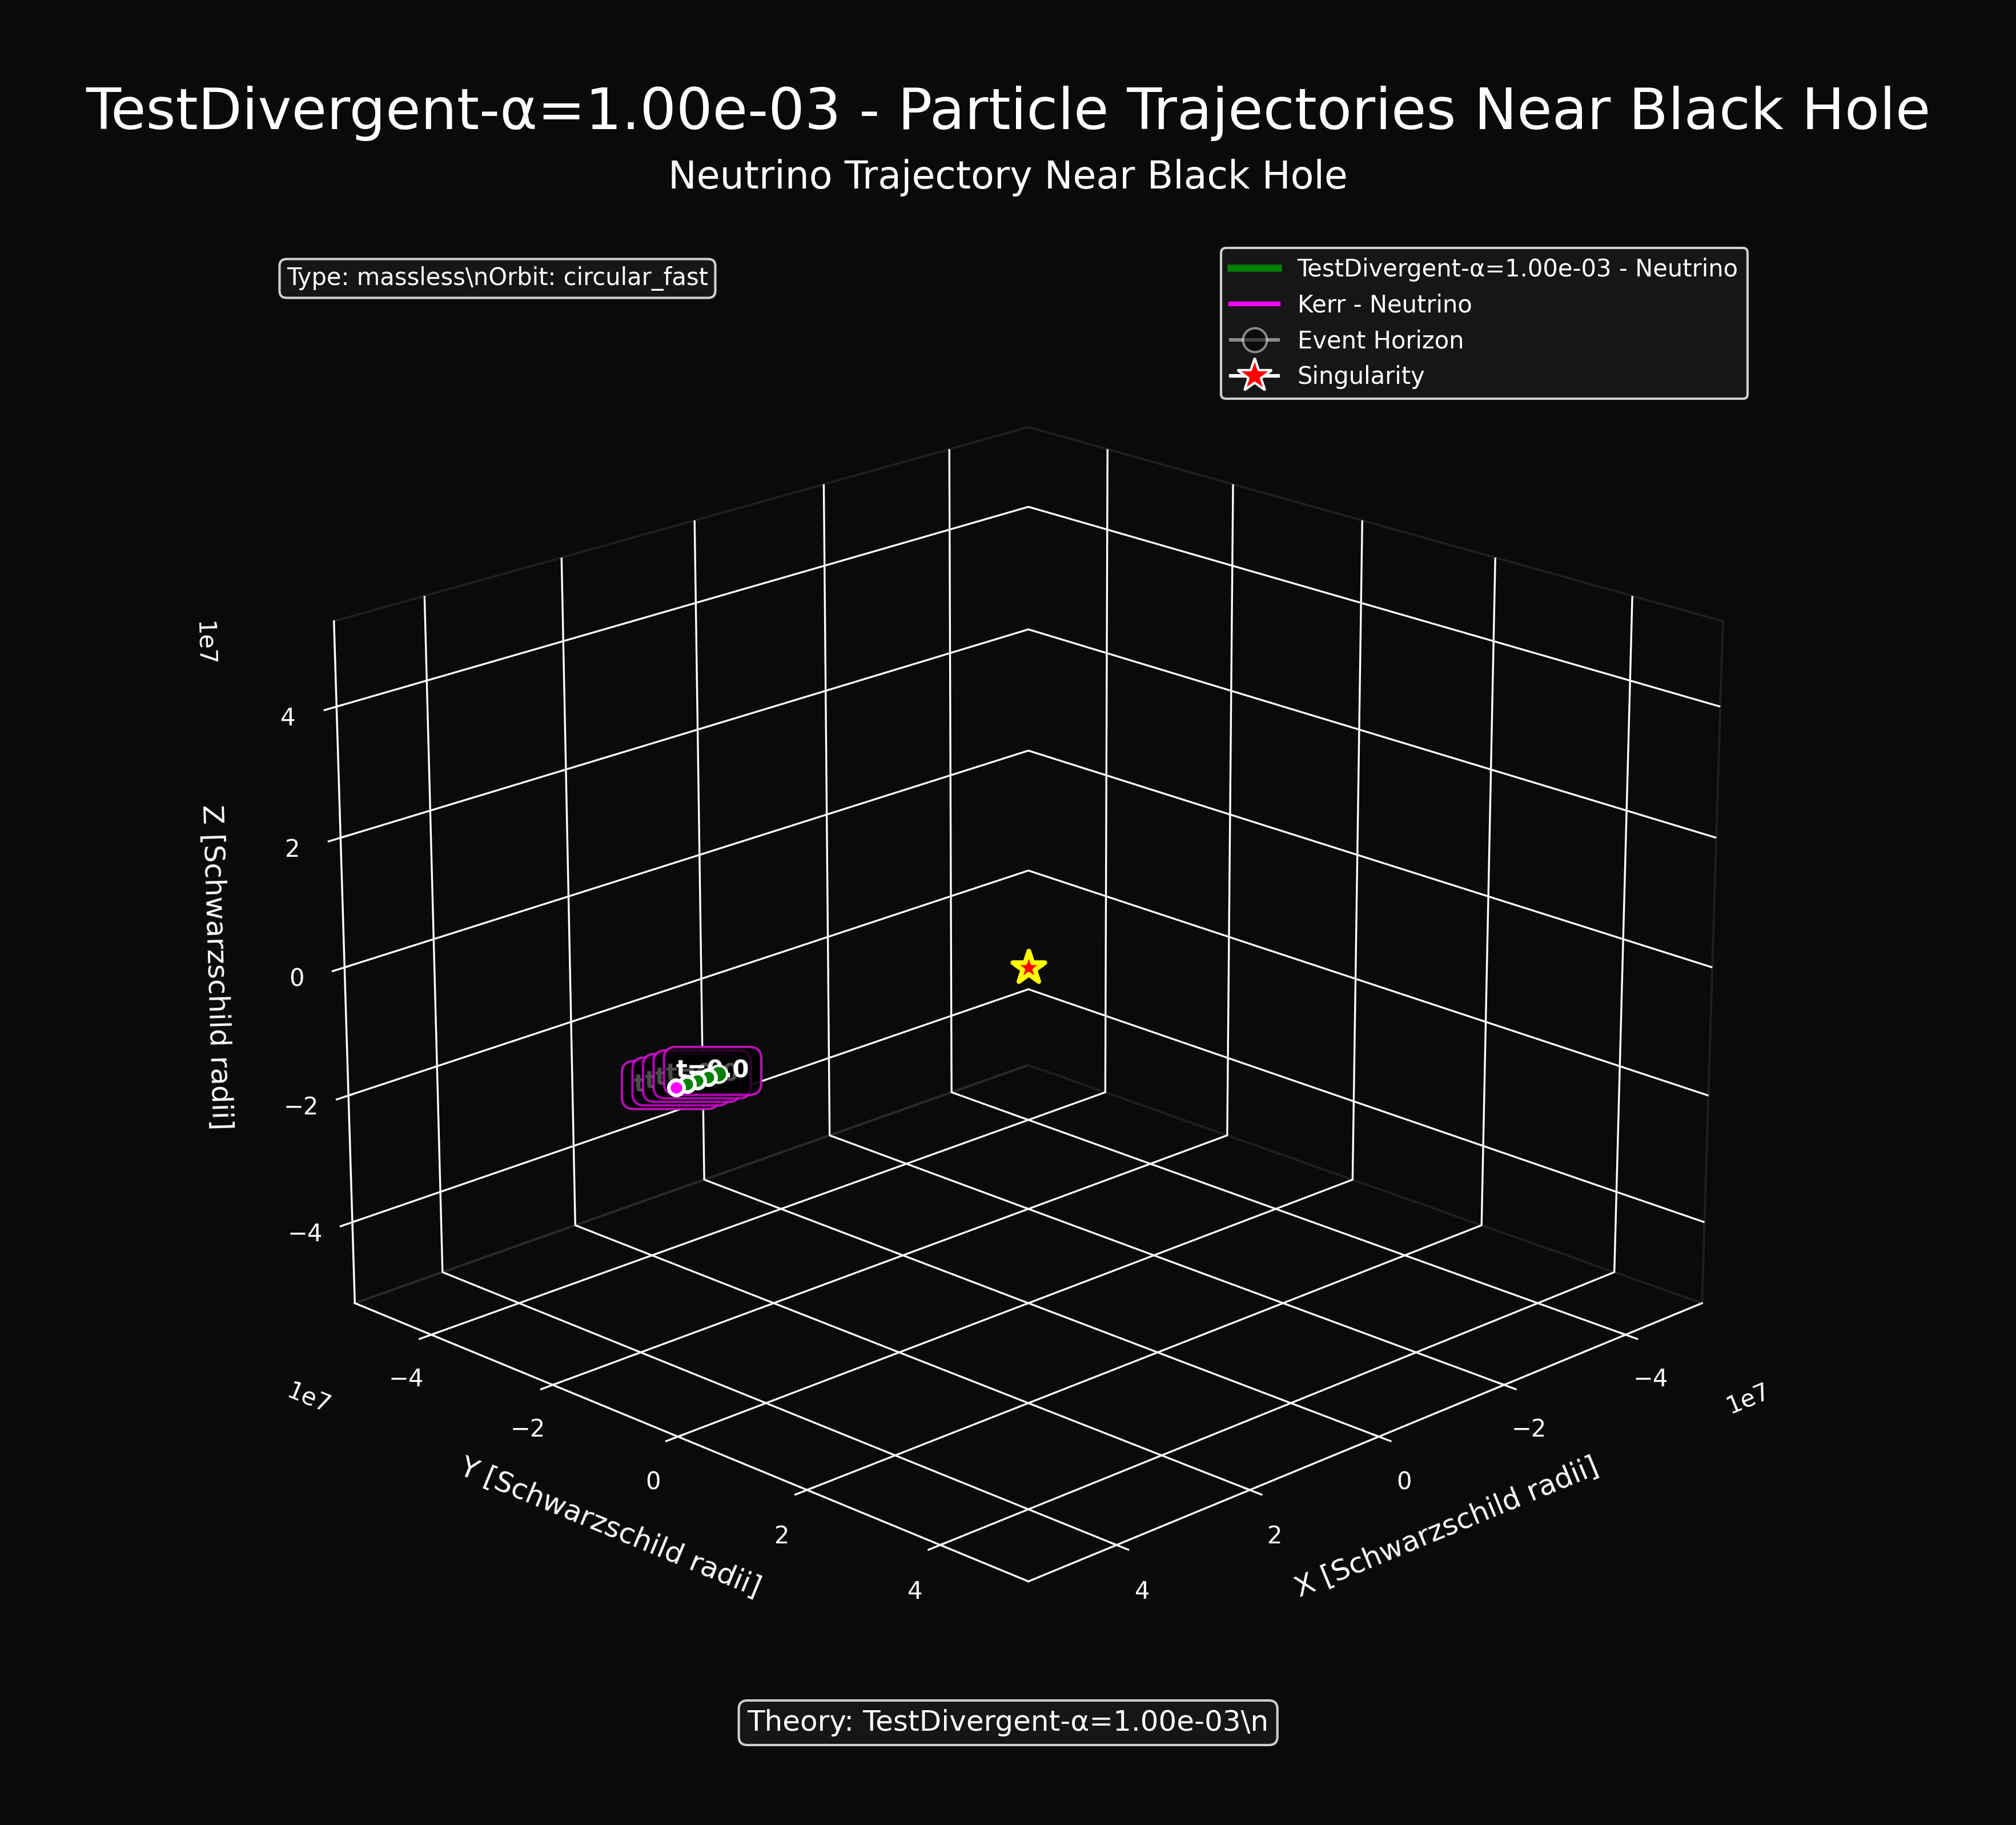 TestDivergent-α=1.00e-03 - Particle Trajectories Near Black Hole
Neutrino Trajectory Near Black Hole
Type: massless\nOrbit: circular_fast
TestDivergent-α=1.00e-03 - Neutrino
Kerr - Neutrino
Event Horizon
Singularity
1e7
4
2
0
−2
−4
Z [Schwarzschild radii]
t=0.0
1e7
−4
−2
0
2
4
Y [Schwarzschild radii]
−4
−2
0
2
4
1e7
X [Schwarzschild radii]
Theory: TestDivergent-α=1.00e-03\n